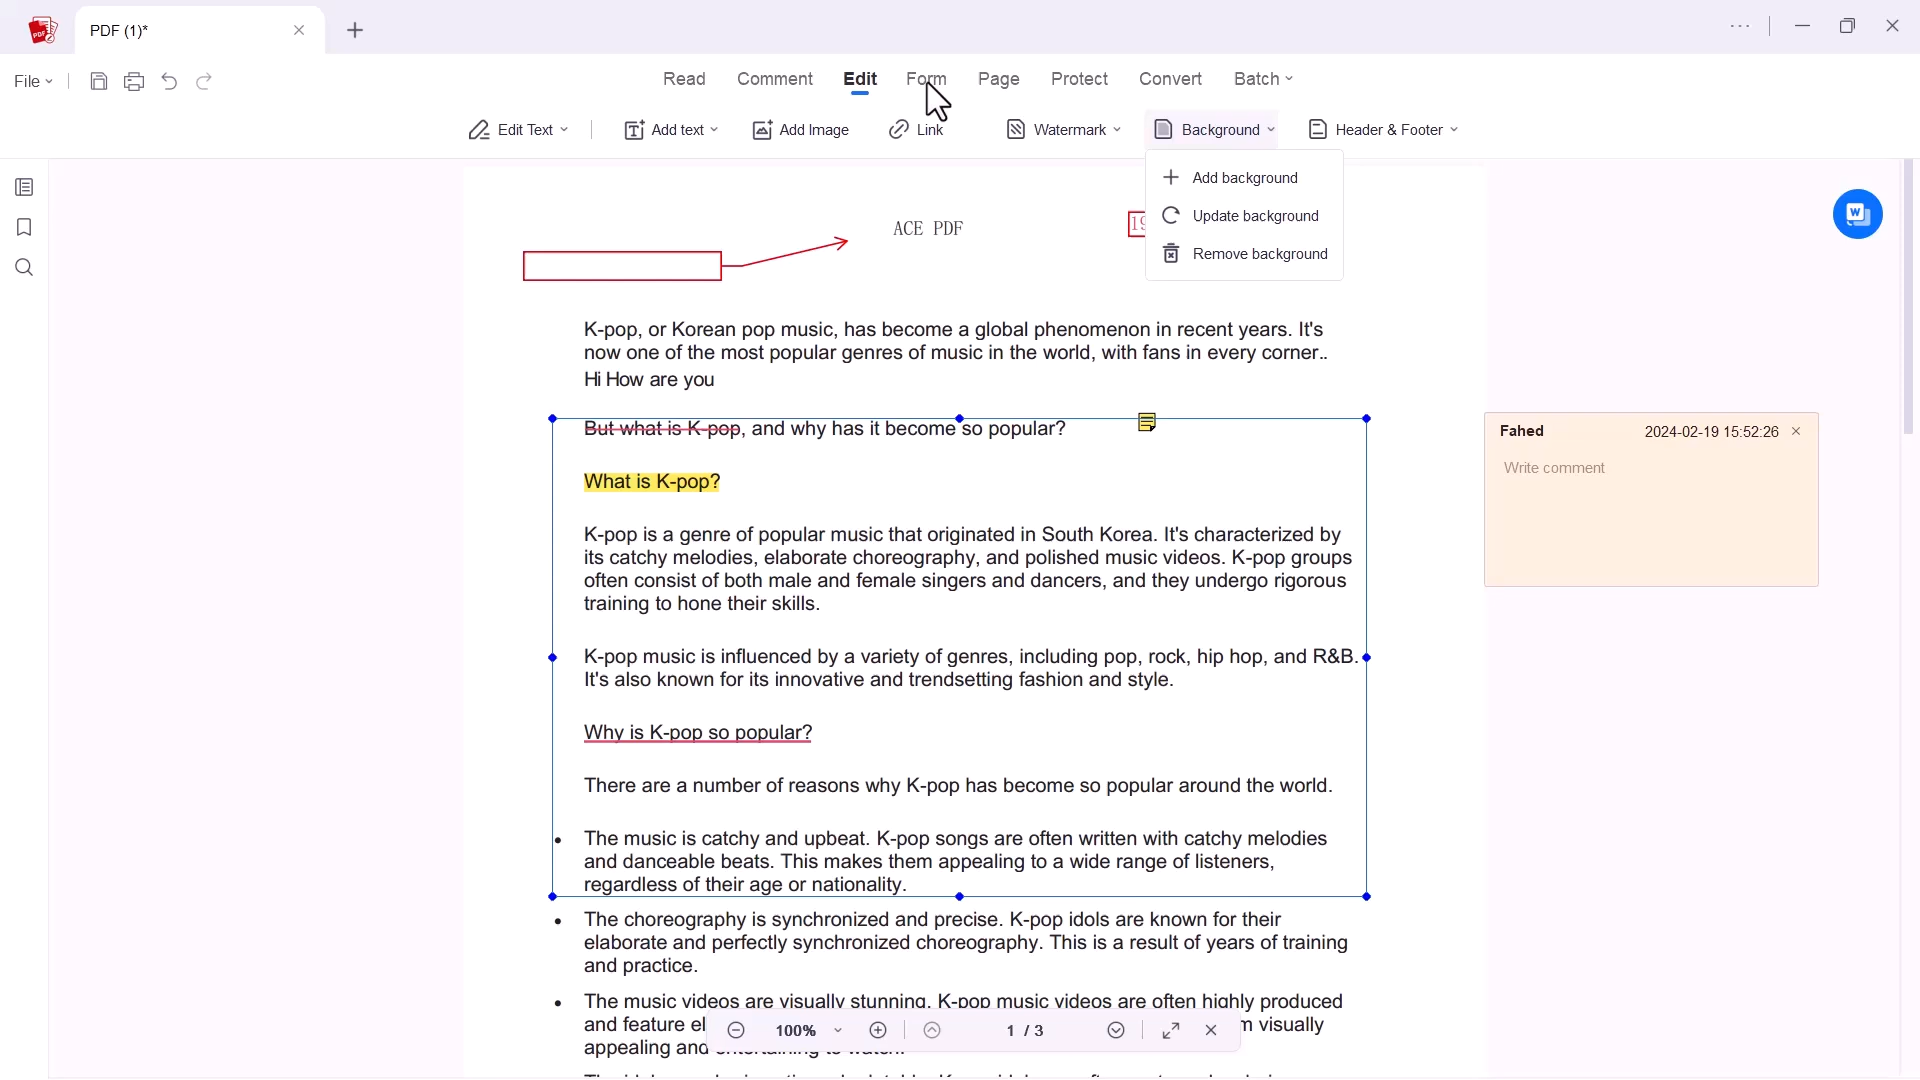 PDF (1)*
File
Read
Comment
Edit
Form
Page
Protect
Convert
Batch
Edit Text
Add text
Add Image
Link
Watermark
Background
Header & Footer
Add background
Update background
Remove background
ACE PDF
K-pop, or Korean pop music, has become a global phenomenon in recent years. It's
now one of the most popular genres of music in the world, with fans in every corner..
Hi How are you
But what is K-pop, and why has it become so popular?
What is K-pop?
K-pop is a genre of popular music that originated in South Korea. It's characterized by
its catchy melodies, elaborate choreography, and polished music videos. K-pop groups
often consist of both male and female singers and dancers, and they undergo rigorous
training to hone their skills.
K-pop music is influenced by a variety of genres, including pop, rock, hip hop, and R&B.
It's also known for its innovative and trendsetting fashion and style.
Why is K-pop so popular?
There are a number of reasons why K-pop has become so popular around the world.
• The music is catchy and upbeat. K-pop songs are often written with catchy melodies
and danceable beats. This makes them appealing to a wide range of listeners,
regardless of their age or nationality.
• The choreography is synchronized and precise. K-pop idols are known for their
elaborate and perfectly synchronized choreography. This is a result of years of training
and practice.
• The music videos are visually stunning. K-pop music videos are often highly produced
and feature visually
appealing and
Fahed
2024-02-19 15:52:26
Write comment
100%
1 / 3